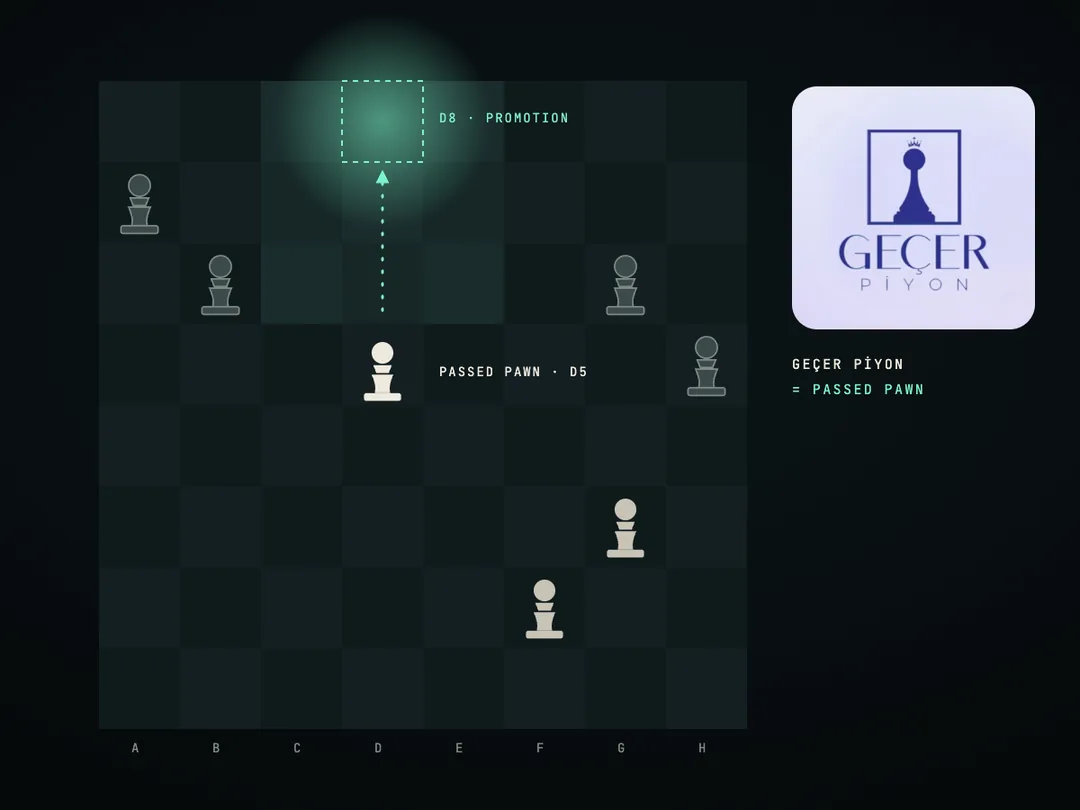 D8 · PROMOTION
PASSED PAWN · D5
A B C D E F G H
GEÇER
PİYON
GEÇER PİYON
= PASSED PAWN